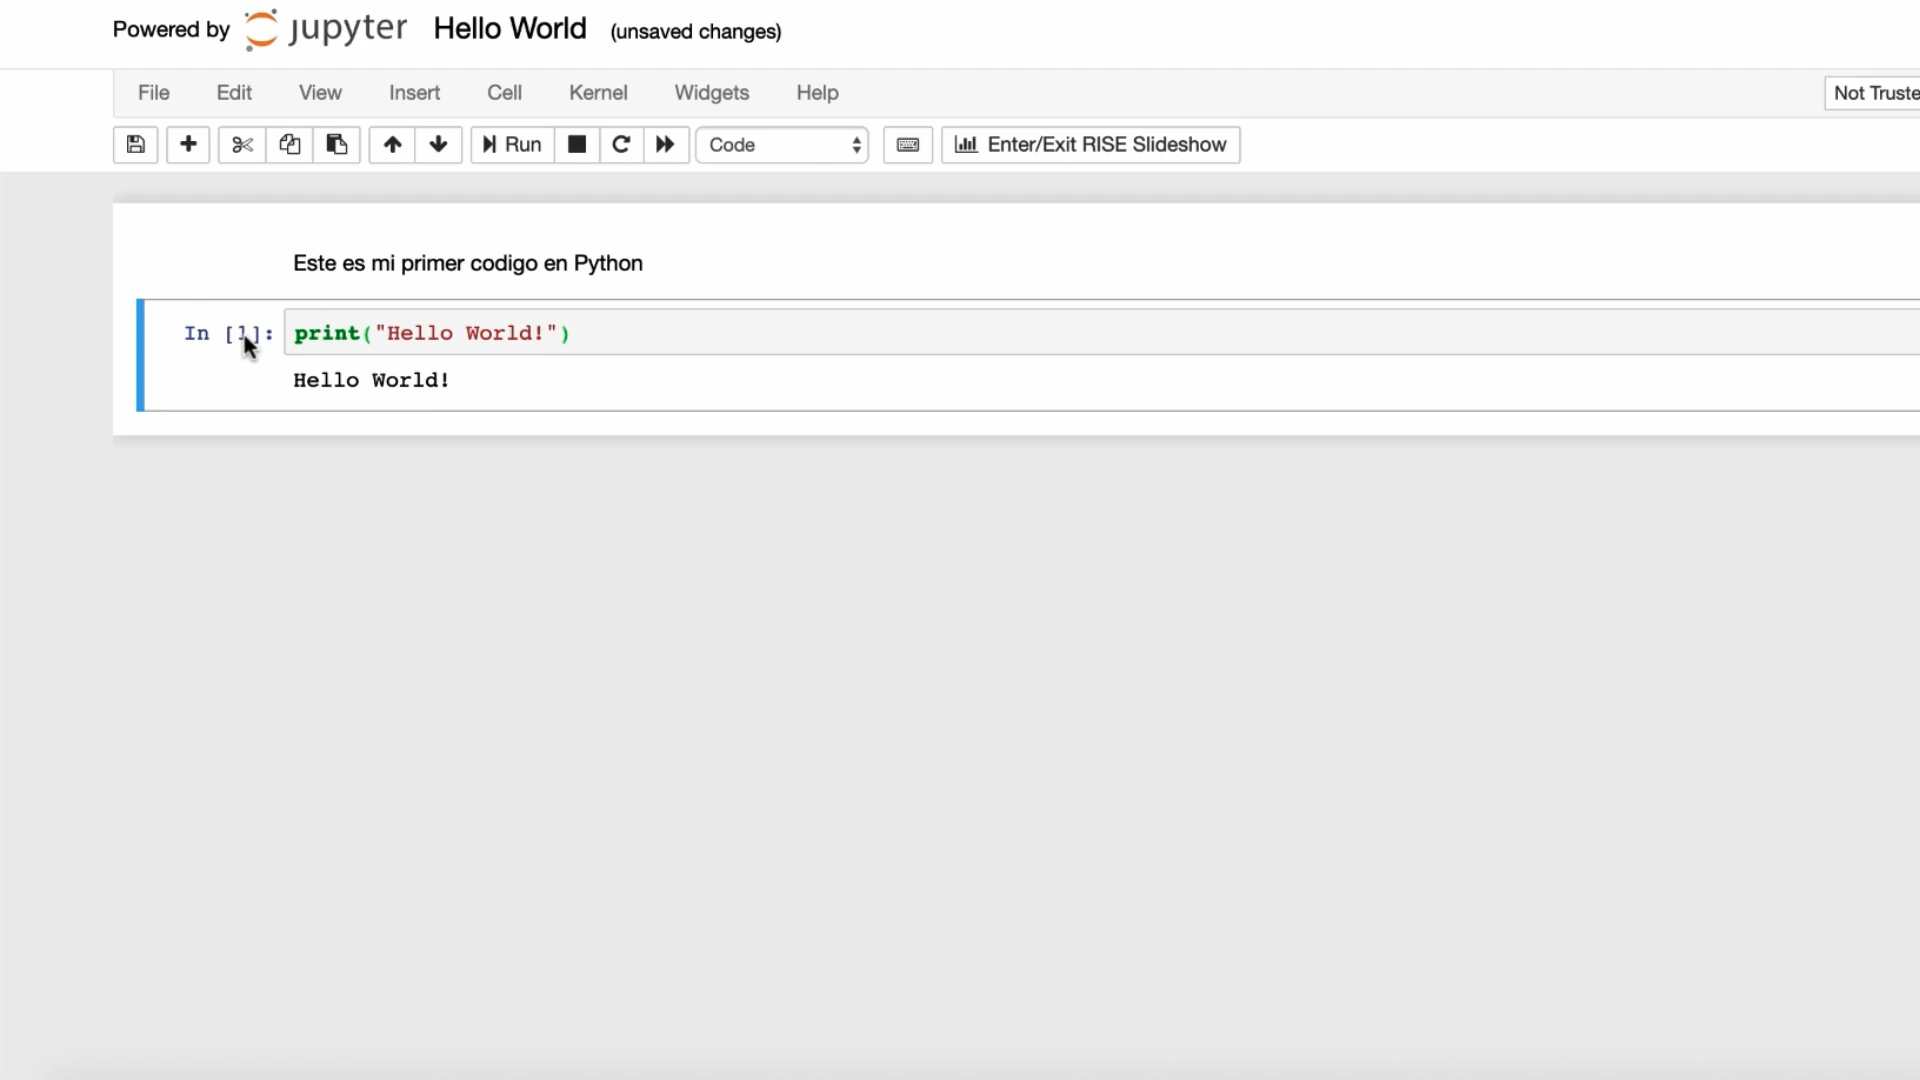 Powered by jupyter Hello World (unsaved changes)
File Edit View Insert Cell Kernel Widgets Help Not Truste
Run Code Enter/Exit RISE Slideshow
Este es mi primer codigo en Python
In [1]: print("Hello World!")
Hello World!